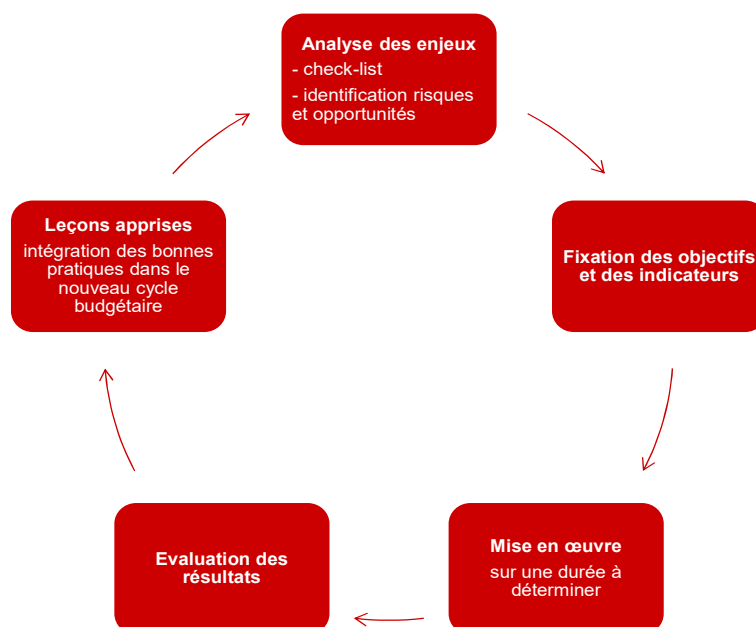 Analyse des enjeux
- check-list
- identification risques
et opportunités
Fixation des objectifs
et des indicateurs
Mise en œuvre
sur une durée à
déterminer
Evaluation des
résultats
Leçons apprises
intégration des bonnes
pratiques dans le
nouveau cycle
budgétaire